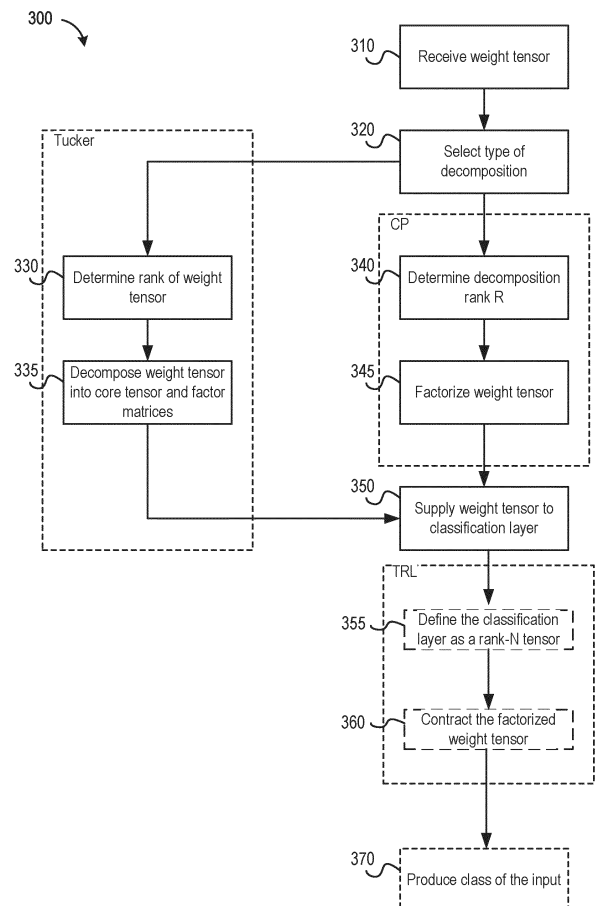 300
310
Receive weight tensor
320
Select type of
decomposition
Tucker
CP
330
Determine rank of weight
tensor
340
Determine decomposition
rank R
335
Decompose weight tensor
into core tensor and factor
matrices
345
Factorize weight tensor
350
Supply weight tensor to
classification layer
TRL
355
Define the classification
layer as a rank-N tensor
360
Contract the factorized
weight tensor
370
Produce class of the input